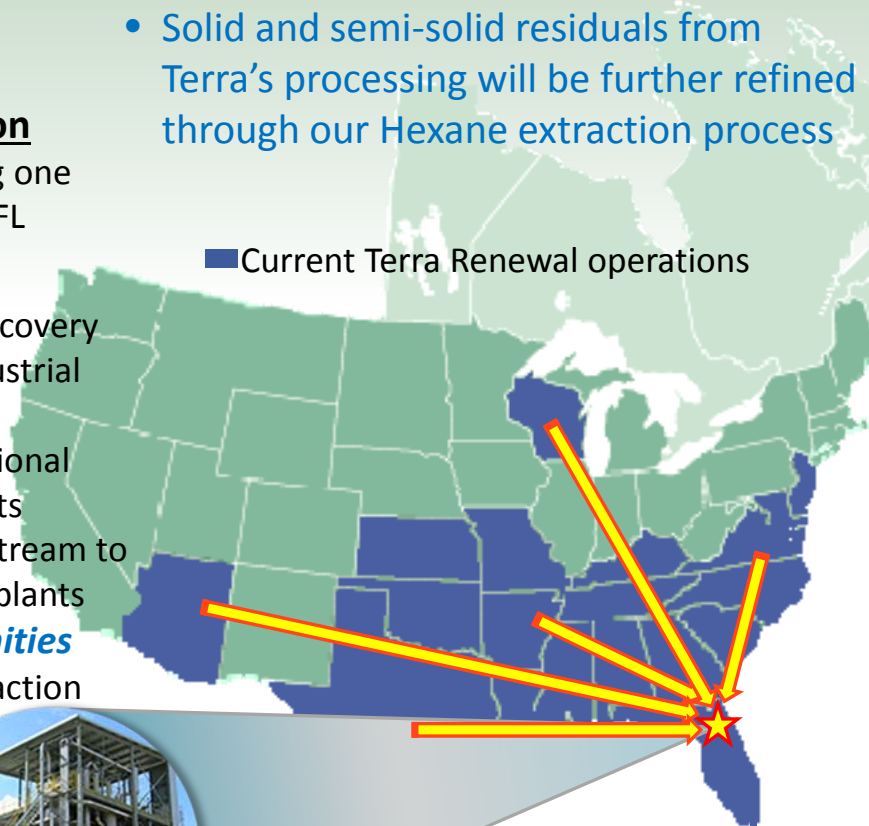 • Solid and semi-solid residuals from
Terra's processing will be further refined
through our Hexane extraction process
on
g one
FL
Current Terra Renewal operations
covery
ustrial
ional
ts
tream to
plants
nities
action